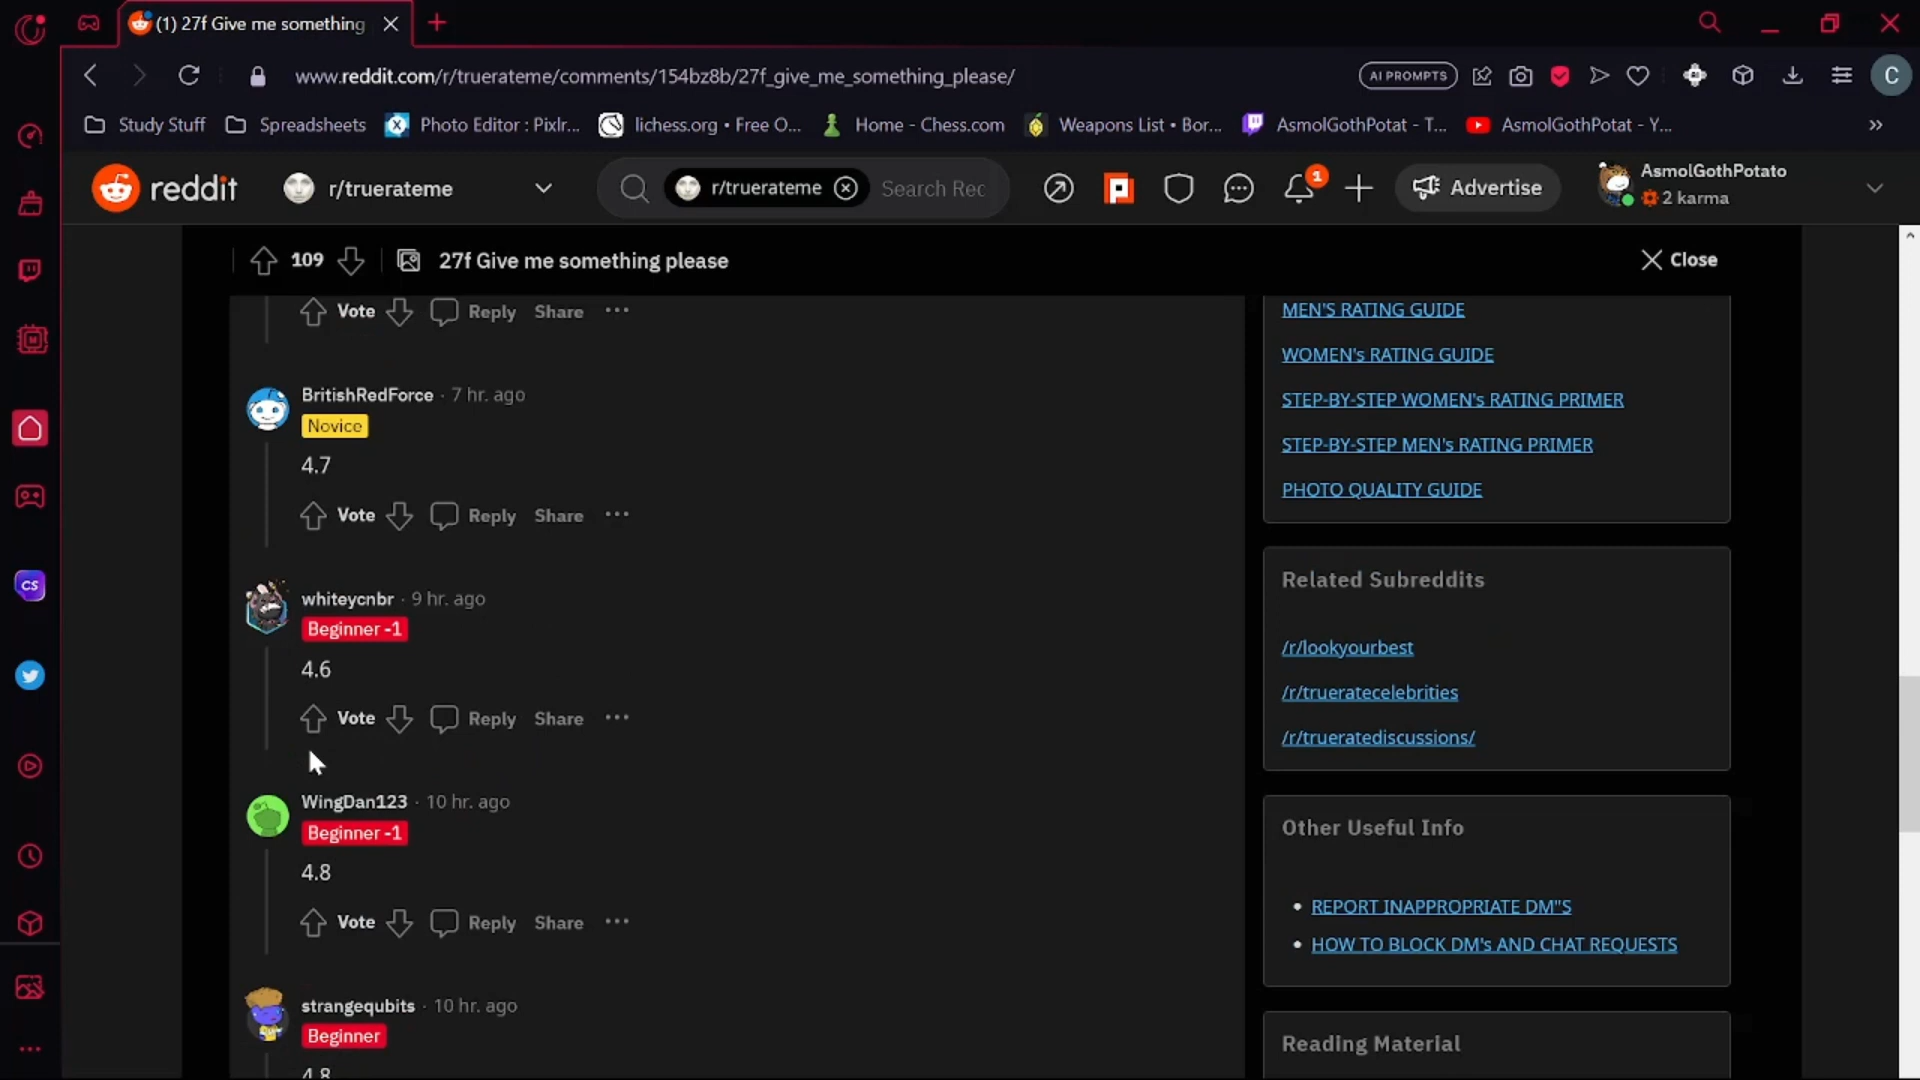 (1) 27f Give me something
www.reddit.com/r/truerateme/comments/154bz8b/27f_give_me_something_please/
AI PROMPTS
C
Study Stuff
Spreadsheets
Photo Editor : Pixlr...
lichess.org • Free O...
Home - Chess.com
Weapons List • Bor...
AsmolGothPotat - T...
AsmolGothPotat - Y...
reddit
r/truerateme
r/truerateme
Search Rec
1
Advertise
AsmolGothPotato
2 karma
109
27f Give me something please
Close
Vote
Reply
Share
BritishRedForce · 7 hr. ago
Novice
4.7
Vote
Reply
Share
whiteycnbr · 9 hr. ago
Beginner -1
4.6
Vote
Reply
Share
WingDan123 · 10 hr. ago
Beginner -1
4.8
Vote
Reply
Share
strangequbits · 10 hr. ago
Beginner
4.8
MEN'S RATING GUIDE
WOMEN's RATING GUIDE
STEP-BY-STEP WOMEN's RATING PRIMER
STEP-BY-STEP MEN's RATING PRIMER
PHOTO QUALITY GUIDE
Related Subreddits
/r/lookyourbest
/r/trueratecelebrities
/r/trueratediscussions/
Other Useful Info
• REPORT INAPPROPRIATE DM"S
• HOW TO BLOCK DM's AND CHAT REQUESTS
Reading Material
CS